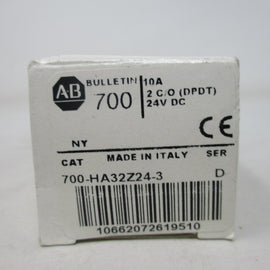 AB BULLETIN 10A
700 2 C/O (DPDT)
24V DC
NY
CE
CAT MADE IN ITALY SER
700-HA32Z24-3 D
10662072619510